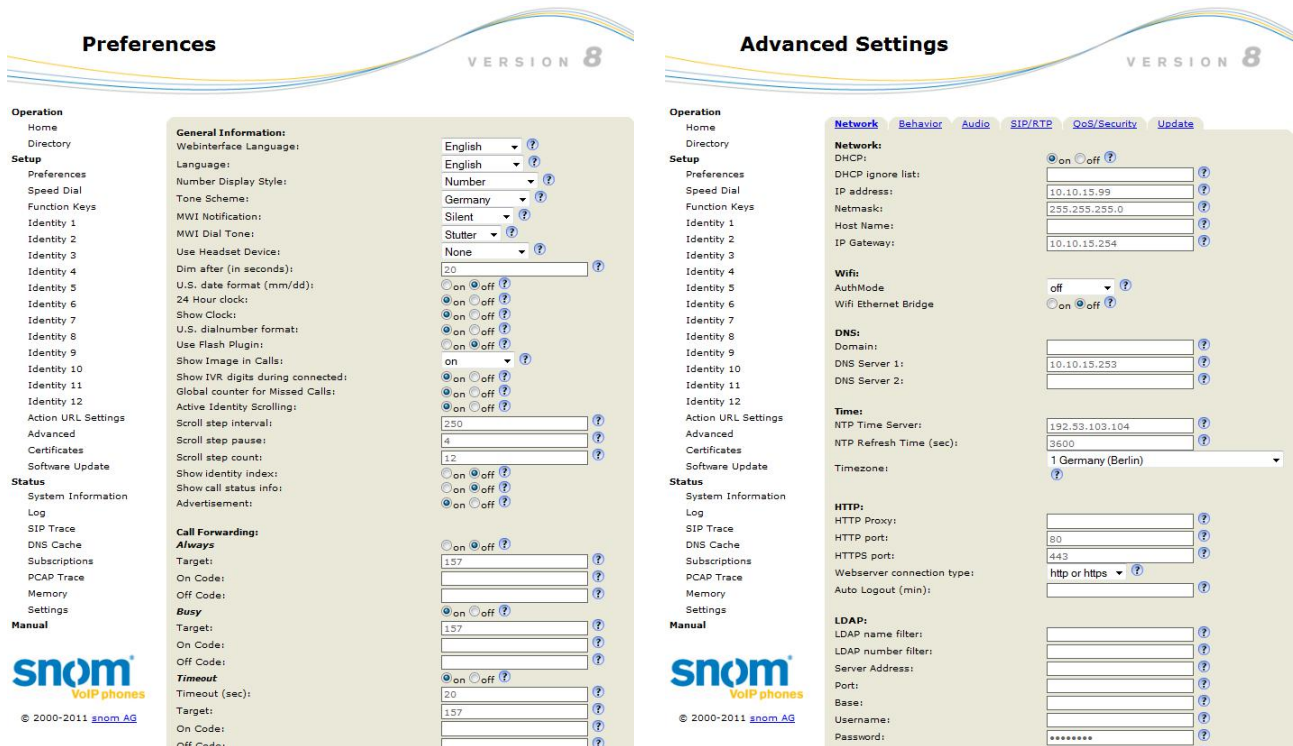 Preferences
VERSION 8
Operation
Home
Directory
Setup
Preferences
Speed Dial
Function Keys
Identity 1
Identity 2
Identity 3
Identity 4
Identity 5
Identity 6
Identity 7
Identity 8
Identity 9
Identity 10
Identity 11
Identity 12
Action URL Settings
Advanced
Certificates
Software Update
Status
System Information
Log
SIP Trace
DNS Cache
Subscriptions
PCAP Trace
Memory
Settings
Manual
snom
VoIP phones
© 2000-2011 snom AG
General Information:
Webinterface Language: English ?
Language: English ?
Number Display Style: Number ?
Tone Scheme: Germany ?
MWI Notification: Silent ?
MWI Dial Tone: Stutter ?
Use Headset Device: None ?
Dim after (in seconds): 20 ?
U.S. date format (mm/dd): on off ?
24 Hour clock: on off ?
Show Clock: on off ?
U.S. dialnumber format: on off ?
Use Flash Plugin: on off ?
Show Image in Calls: on ?
Show IVR digits during connected: on off ?
Global counter for Missed Calls: on off ?
Active Identity Scrolling: on off ?
Scroll step interval: 250 ?
Scroll step pause: 4 ?
Scroll step count: 12 ?
Show identity index: on off ?
Show call status info: on off ?
Advertisement: on off ?
Call Forwarding:
Always on off ?
Target: 157 ?
On Code: ?
Off Code: ?
Busy on off ?
Target: 157 ?
On Code: ?
Off Code: ?
Timeout on off ?
Timeout (sec): 20 ?
Target: 157 ?
On Code: ?
Off Code: ?
Advanced Settings
VERSION 8
Operation
Home
Directory
Setup
Preferences
Speed Dial
Function Keys
Identity 1
Identity 2
Identity 3
Identity 4
Identity 5
Identity 6
Identity 7
Identity 8
Identity 9
Identity 10
Identity 11
Identity 12
Action URL Settings
Advanced
Certificates
Software Update
Status
System Information
Log
SIP Trace
DNS Cache
Subscriptions
PCAP Trace
Memory
Settings
Manual
snom
VoIP phones
© 2000-2011 snom AG
Network Behavior Audio SIP/RTP QoS/Security Update
Network:
DHCP: on off ?
DHCP ignore list: ?
IP address: 10.10.15.99 ?
Netmask: 255.255.255.0 ?
Host Name: ?
IP Gateway: 10.10.15.254 ?
Wifi:
AuthMode off ?
Wifi Ethernet Bridge on off ?
DNS:
Domain: ?
DNS Server 1: 10.10.15.253 ?
DNS Server 2: ?
Time:
NTP Time Server: 192.53.103.104 ?
NTP Refresh Time (sec): 3600 ?
Timezone: 1 Germany (Berlin)
?
HTTP:
HTTP Proxy: ?
HTTP port: 80 ?
HTTPS port: 443 ?
Webserver connection type: http or https ?
Auto Logout (min): ?
LDAP:
LDAP name filter: ?
LDAP number filter: ?
Server Address: ?
Port: ?
Base: ?
Username: ?
Password: •••••••• ?